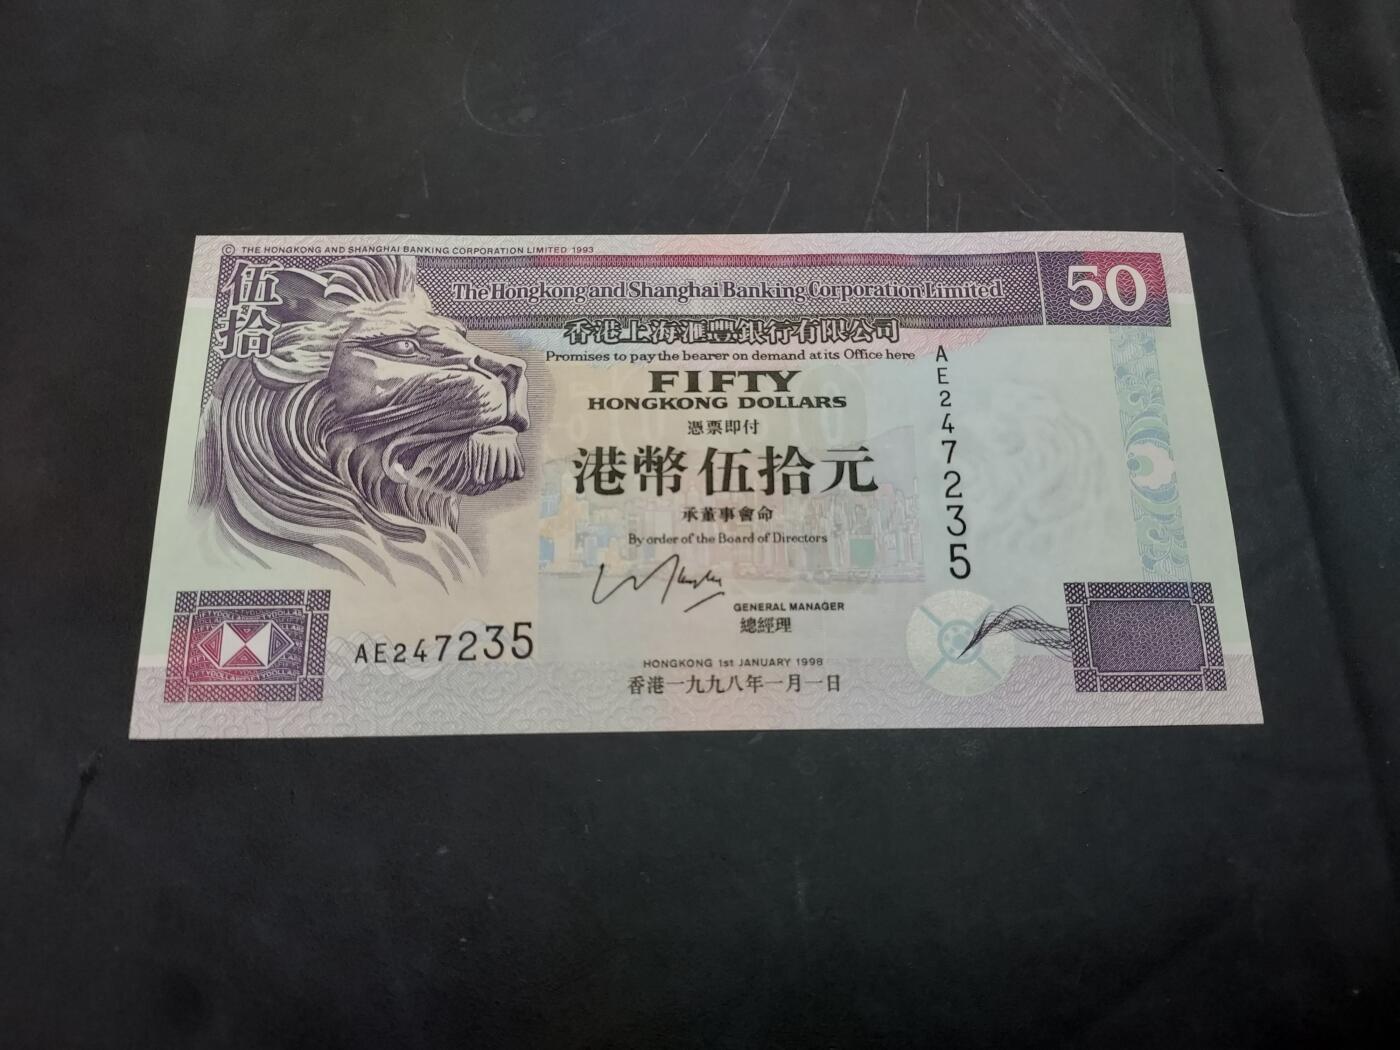 © THE HONGKONG AND SHANGHAI BANKING CORPORATION LIMITED 1993
伍拾
The Hongkong and Shanghai Banking Corporation Limited
50
香港上海滙豐銀行有限公司
Promises to pay the bearer on demand at its Office here
FIFTY
HONGKONG DOLLARS
憑票即付
港幣伍拾元
承董事會命
By order of the Board of Directors
GENERAL MANAGER
總經理
AE247235
AE247235
HONGKONG 1st JANUARY 1998
香港一九九八年一月一日